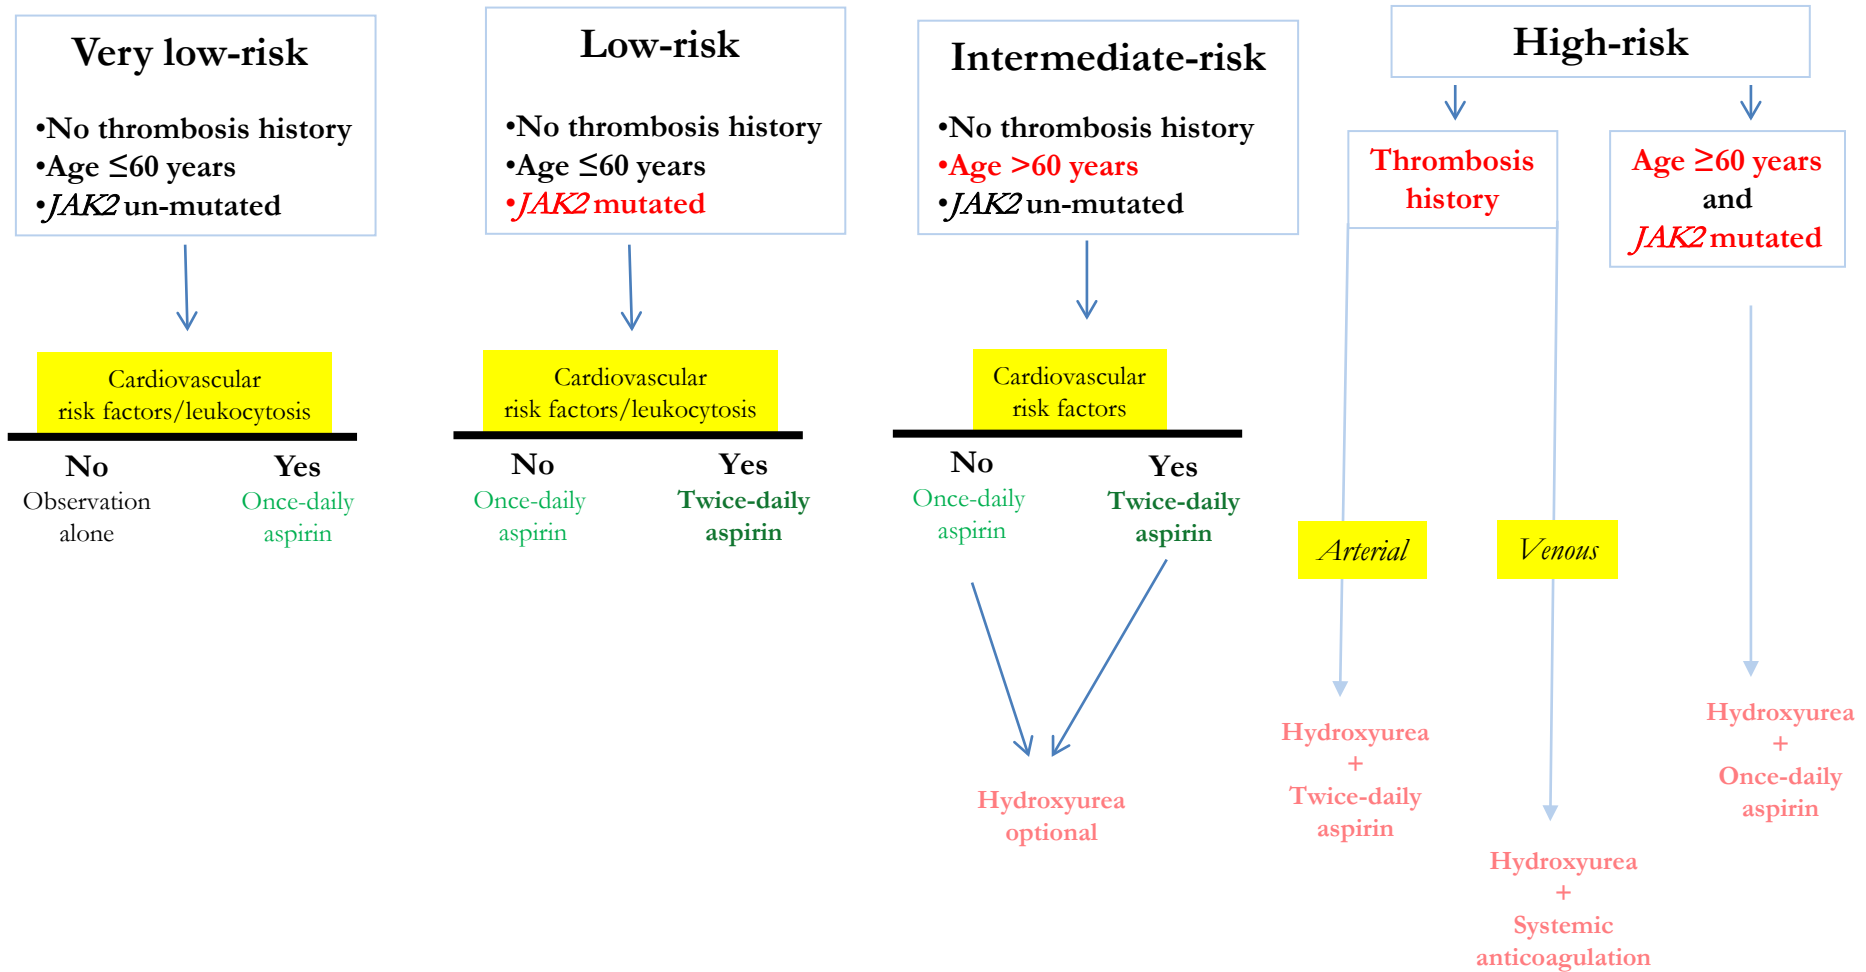 Very low-risk
•No thrombosis history
•Age ≤60 years
•JAK2 un-mutated
Cardiovascular
risk factors/leukocytosis
No
Observation
alone
Yes
Once-daily
aspirin
Low-risk
•No thrombosis history
•Age ≤60 years
•JAK2 mutated
Cardiovascular
risk factors/leukocytosis
No
Once-daily
aspirin
Yes
Twice-daily
aspirin
Intermediate-risk
•No thrombosis history
•Age >60 years
•JAK2 un-mutated
Cardiovascular
risk factors
No
Once-daily
aspirin
Yes
Twice-daily
aspirin
Hydroxyurea
optional
High-risk
Thrombosis
history
Arterial
Hydroxyurea
+
Twice-daily
aspirin
Venous
Hydroxyurea
+
Systemic
anticoagulation
Age ≥60 years
and
JAK2 mutated
Hydroxyurea
+
Once-daily
aspirin